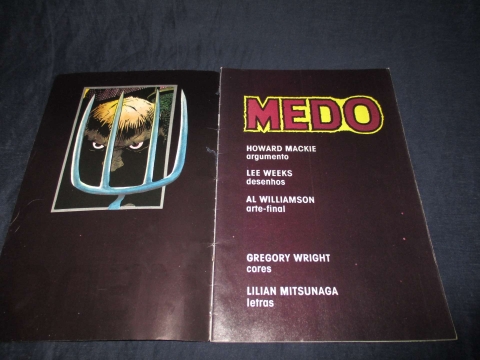 MEDO
HOWARD MACKIE
argumento
LEE WEEKS
desenhos
AL WILLIAMSON
arte-final
GREGORY WRIGHT
cores
LILIAN MITSUNAGA
letras